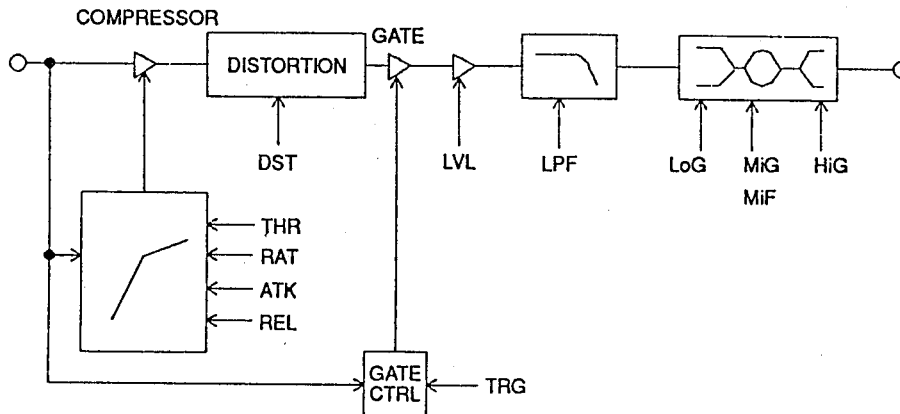 COMPRESSOR
GATE
DISTORTION
DST
LVL
LPF
LoG
MiG
HiG
MiF
THR
RAT
ATK
REL
GATE
CTRL
TRG